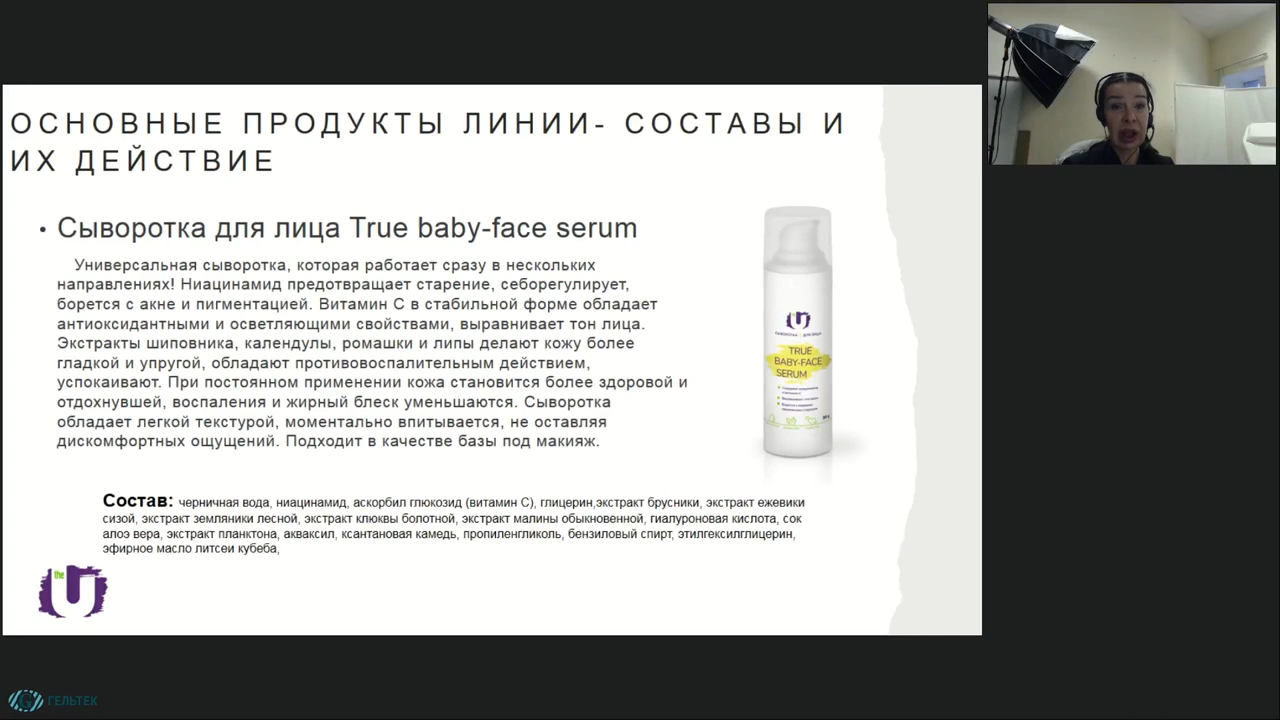 ОСНОВНЫЕ ПРОДУКТЫ ЛИНИИ- СОСТАВЫ И
ИХ ДЕЙСТВИЕ
• Сыворотка для лица True baby-face serum
Универсальная сыворотка, которая работает сразу в нескольких
направлениях! Ниацинамид предотвращает старение, себорегулирует,
борется с акне и пигментацией. Витамин С в стабильной форме обладает
антиоксидантными и осветляющими свойствами, выравнивает тон лица.
Экстракты шиповника, календулы, ромашки и липы делают кожу более
гладкой и упругой, обладают противовоспалительным действием,
успокаивают. При постоянном применении кожа становится более здоровой и
отдохнувшей, воспаления и жирный блеск уменьшаются. Сыворотка
обладает легкой текстурой, моментально впитывается, не оставляя
дискомфортных ощущений. Подходит в качестве базы под макияж.
the U
СЫВОРОТКА ДЛЯ ЛИЦА
TRUE
BABY-FACE
SERUM
Состав: черничная вода, ниацинамид, аскорбил глюкозид (витамин С), глицерин,экстракт брусники, экстракт ежевики
сизой, экстракт земляники лесной, экстракт клюквы болотной, экстракт малины обыкновенной, гиалуроновая кислота, сок
алоэ вера, экстракт планктона, акваксил, ксантановая камедь, пропиленгликоль, бензиловый спирт, этилгексилглицерин,
эфирное масло литсеи кубеба,
the U
ГЕЛЬТЕК